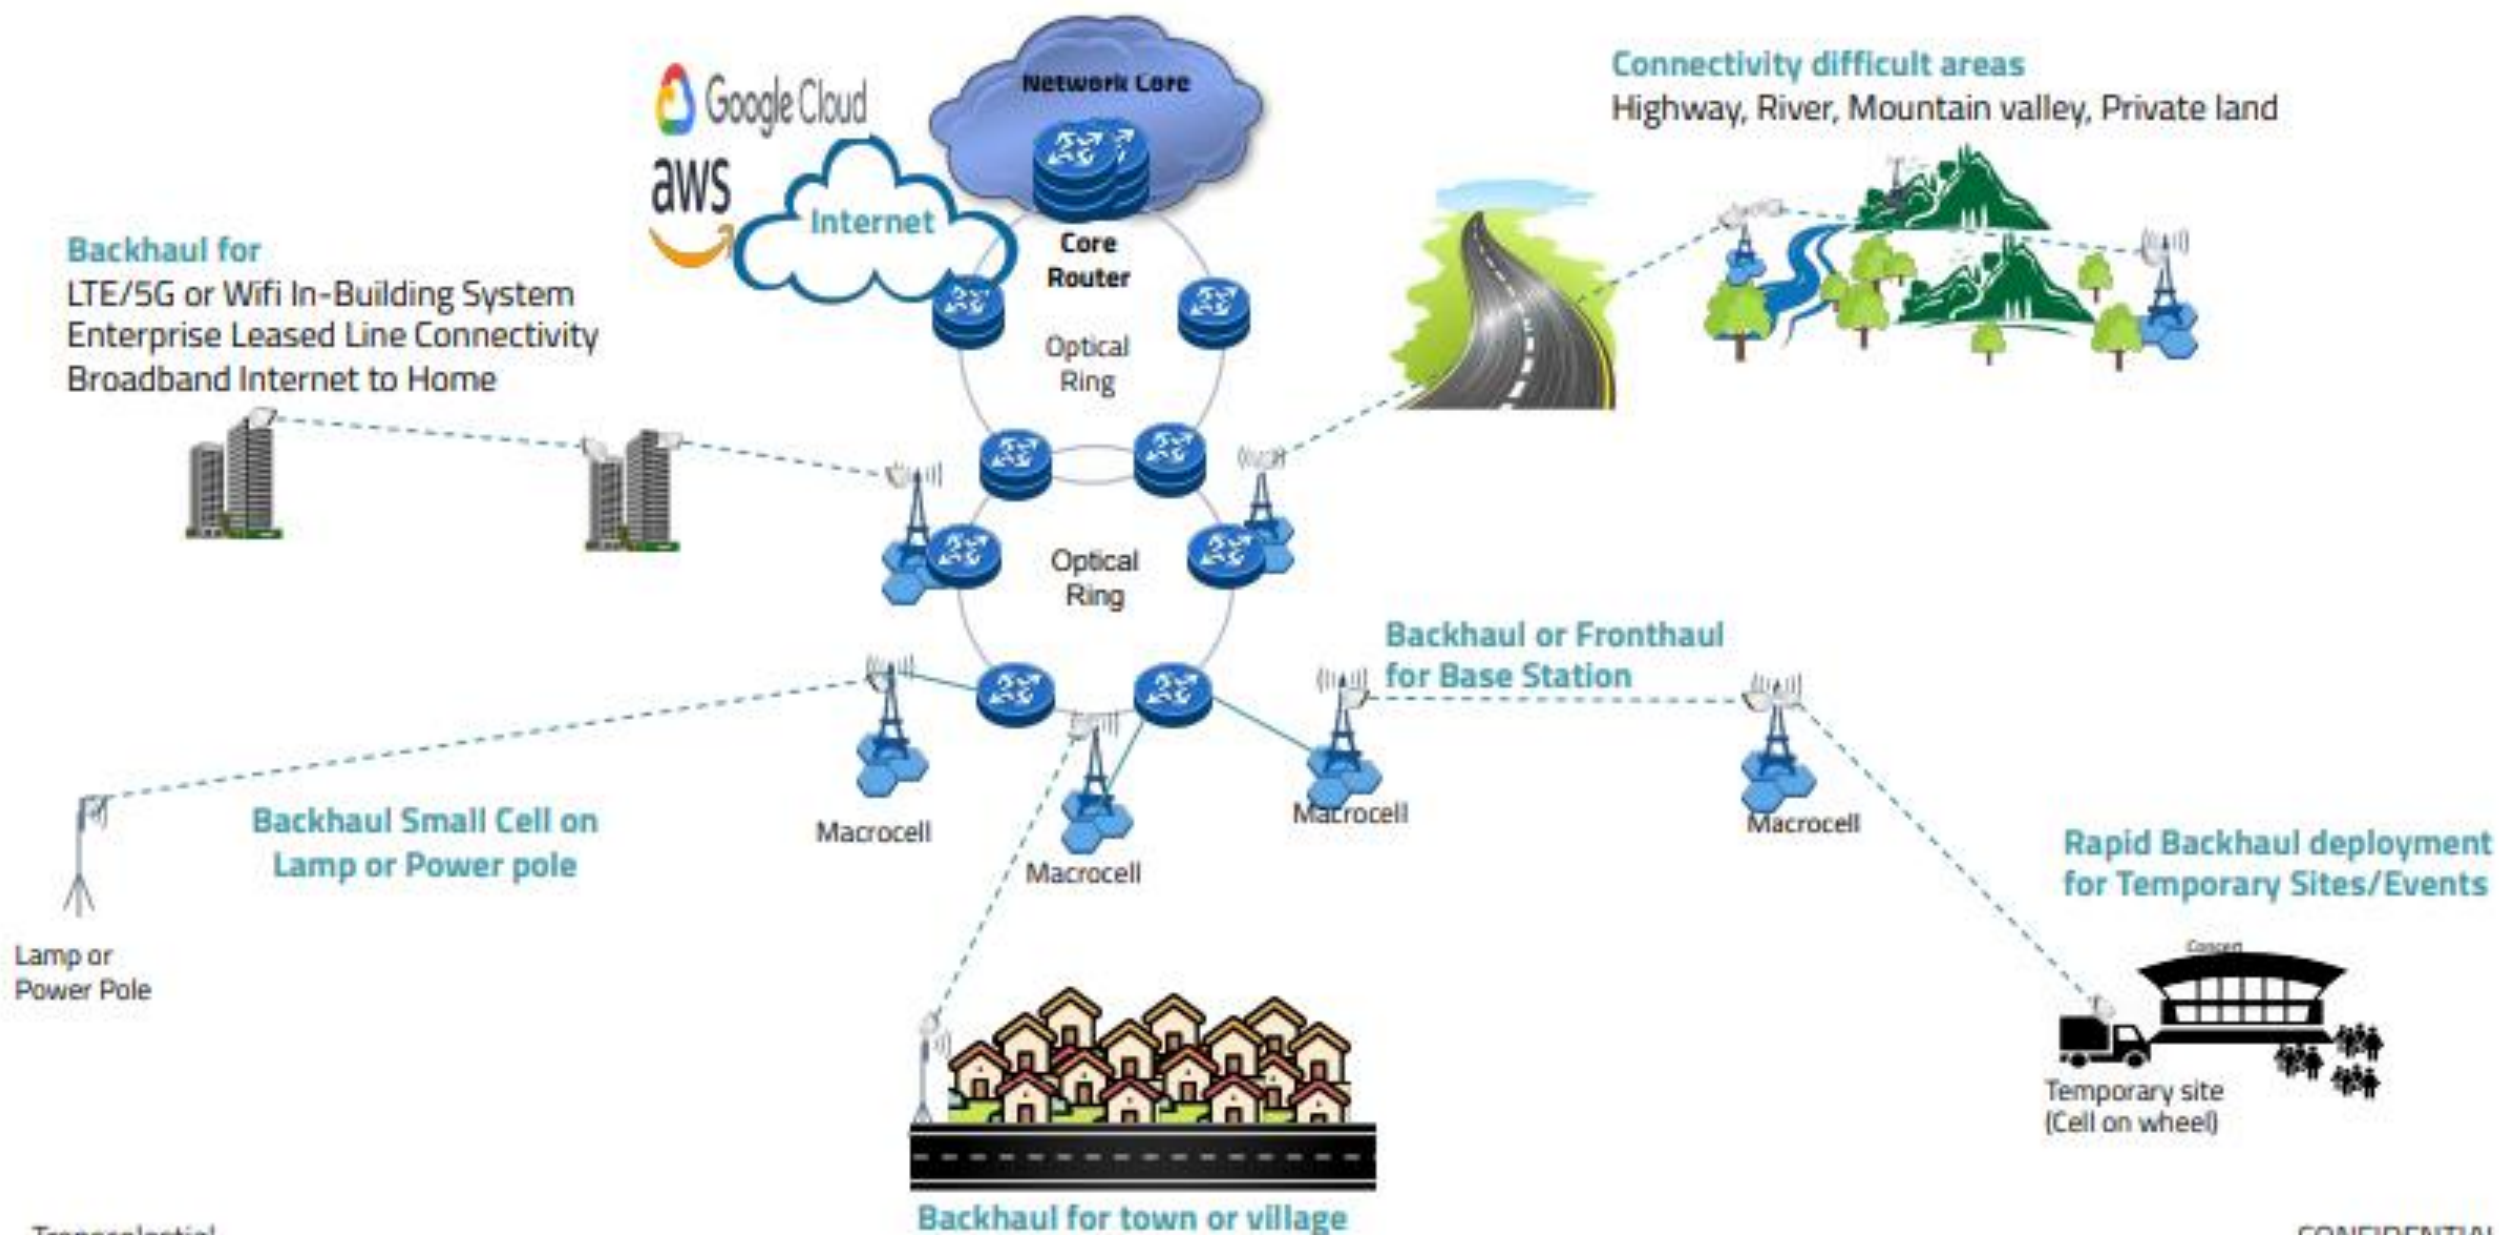 Network Core
Google Cloud
aws
Internet
Core
Router
Optical
Ring
Connectivity difficult areas
Highway, River, Mountain valley, Private land
Backhaul for
LTE/5G or Wifi In-Building System
Enterprise Leased Line Connectivity
Broadband Internet to Home
Optical
Ring
Backhaul or Fronthaul
for Base Station
Backhaul Small Cell on
Lamp or Power pole
Macrocell
Macrocell
Macrocell
Macrocell
Rapid Backhaul deployment
for Temporary Sites/Events
Concert
Lamp or
Power Pole
Temporary site
(Cell on wheel)
Backhaul for town or village
CONFIDENTIAL